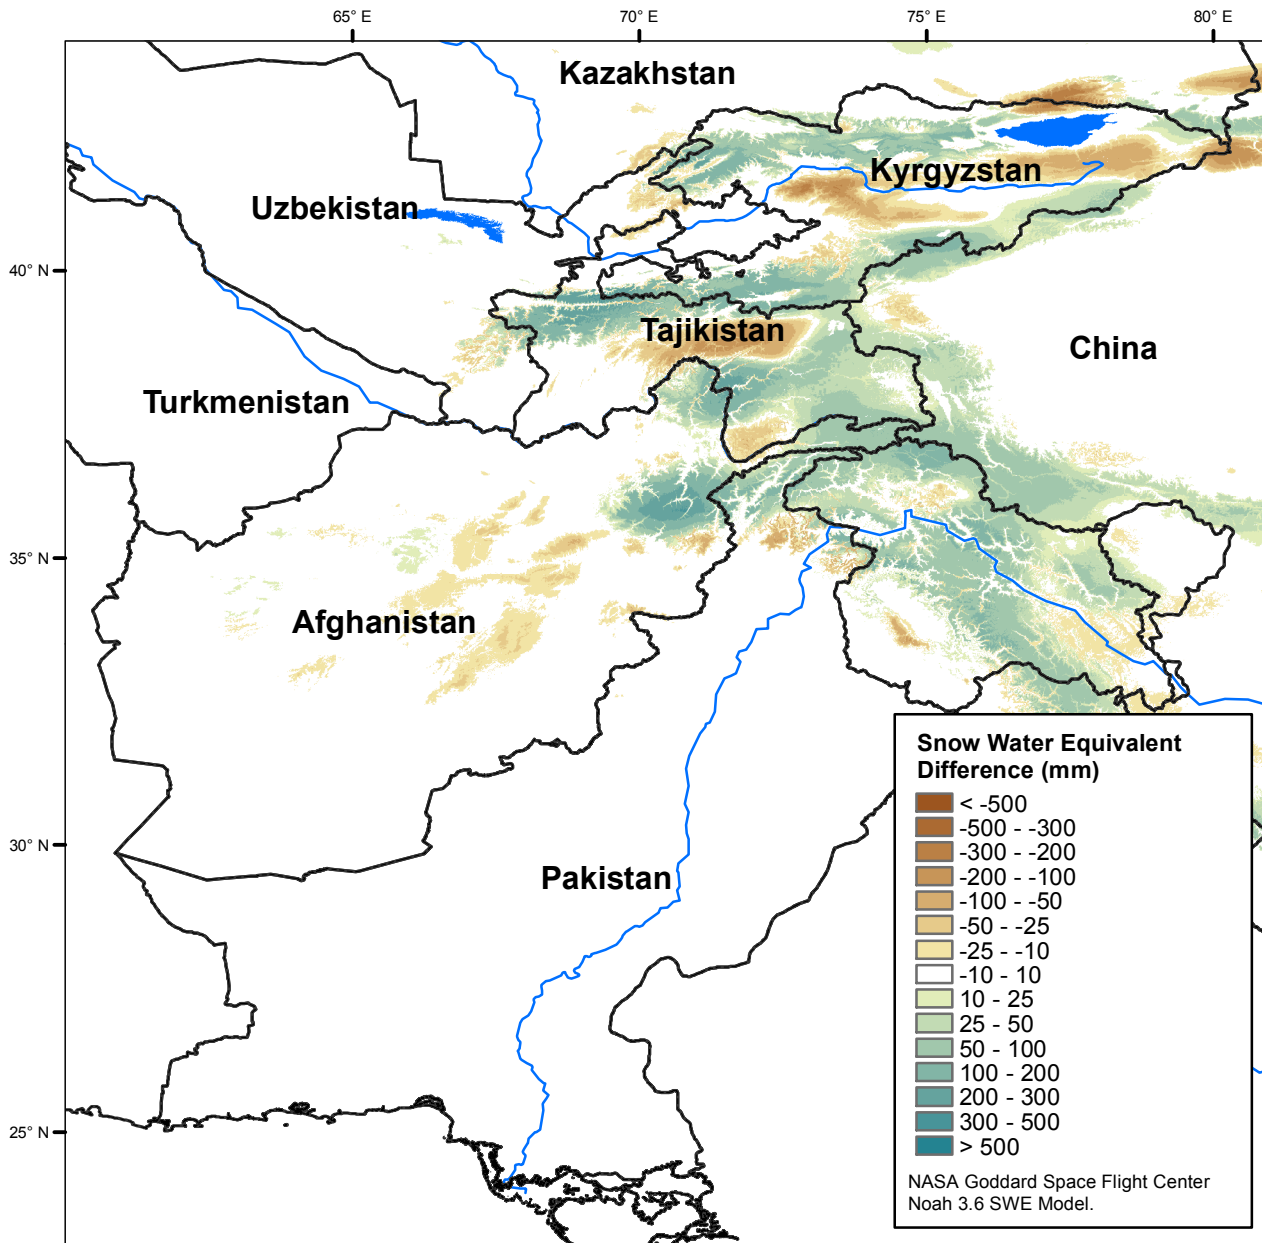 65° E
70° E
75° E
80° E
Kazakhstan
Kyrgyzstan
Uzbekistan
40° N
Tajikistan
China
Turkmenistan
35° N
Afghanistan
30° N
Pakistan
25° N
Snow Water Equivalent
Difference (mm)
< -500
-500 - -300
-300 - -200
-200 - -100
-100 - -50
-50 - -25
-25 - -10
-10 - 10
10 - 25
25 - 50
50 - 100
100 - 200
200 - 300
300 - 500
> 500
NASA Goddard Space Flight Center
Noah 3.6 SWE Model.